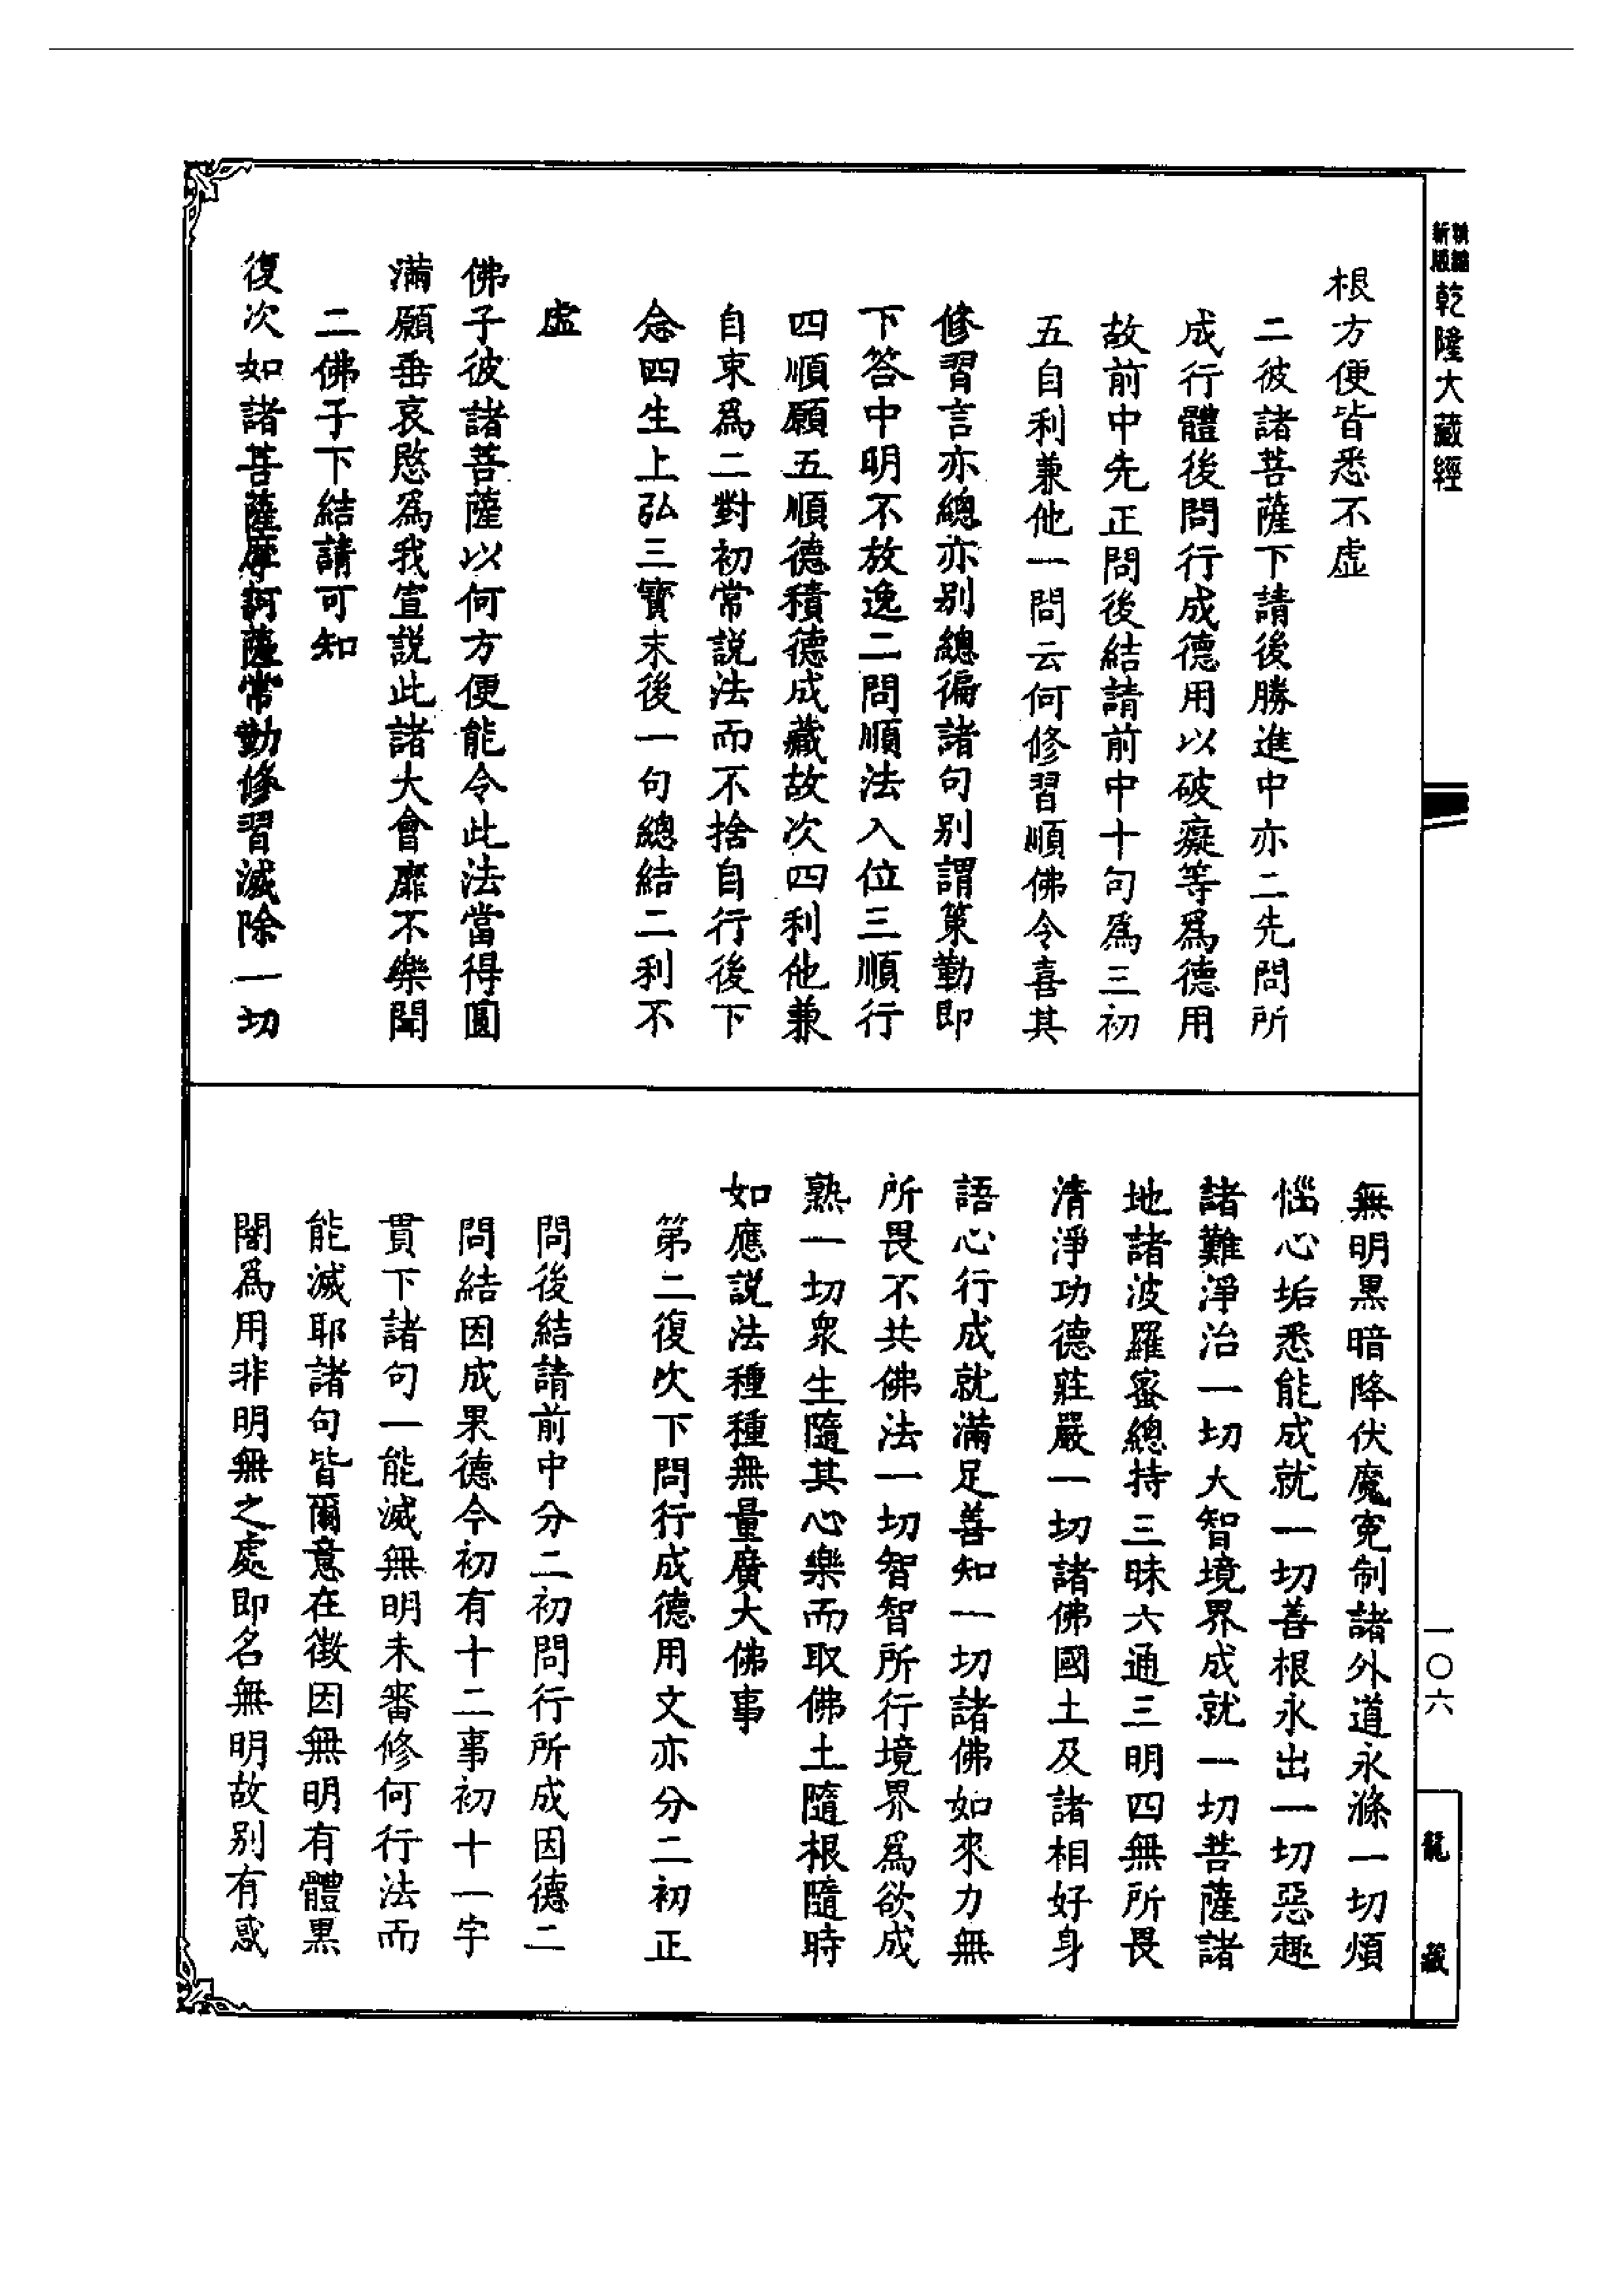 精縮新版乾隆大藏經
根方便皆悉不虛
二彼諸菩薩下請後勝進中亦二先問所
成行體後問行成德用以破癡等爲德用
故前中先正問後結請前中十句爲三初
五自利兼他一問云何修習順佛令喜其
修習言亦總亦别總徧諸句别謂策勤即
下答中明不放逸二問順法入位三順行
四順願五順德積德成藏故次四利他兼
自束爲二對初常説法而不捨自行後下
念四生上弘三寳末後一句總結二利不
虛
佛子彼諸菩薩以何方便能令此法當得圓
滿願垂哀愍爲我宣説此諸大會靡不樂聞
二佛子下結請可知
復次如諸菩薩摩訶薩常勤修習滅除一切
無明黑暗降伏魔寃制諸外道永滌一切煩
惱心垢悉能成就一切善根永出一切惡趣
諸難淨治一切大智境界成就一切菩薩諸
地諸波羅蜜總持三昧六通三明四無所畏
清淨功德莊嚴一切諸佛國土及諸相好身
語心行成就滿足善知一切諸佛如來力無
所畏不共佛法一切智智所行境界爲欲成
熟一切衆生隨其心樂而取佛土隨根隨時
如應説法種種無量廣大佛事
第二復次下問行成德用文亦分二初正
問後結請前中分二初問行所成因德二
問結因成果德今初有十二事初十一字
貫下諸句一能滅無明未審修何行法而
能滅耶諸句皆爾意在徵因無明有體黑
闇爲用非明無之處即名無明故别有惑
一〇六
龍藏